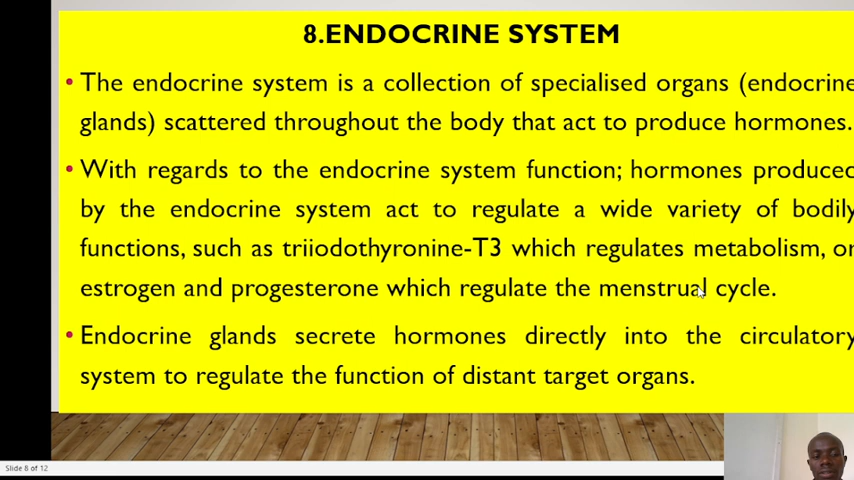 8.ENDOCRINE SYSTEM
• The endocrine system is a collection of specialised organs (endocrine
glands) scattered throughout the body that act to produce hormones.
• With regards to the endocrine system function; hormones produced
by the endocrine system act to regulate a wide variety of bodily
functions, such as triiodothyronine-T3 which regulates metabolism, or
estrogen and progesterone which regulate the menstrual cycle.
• Endocrine glands secrete hormones directly into the circulatory
system to regulate the function of distant target organs.
Slide 8 of 12